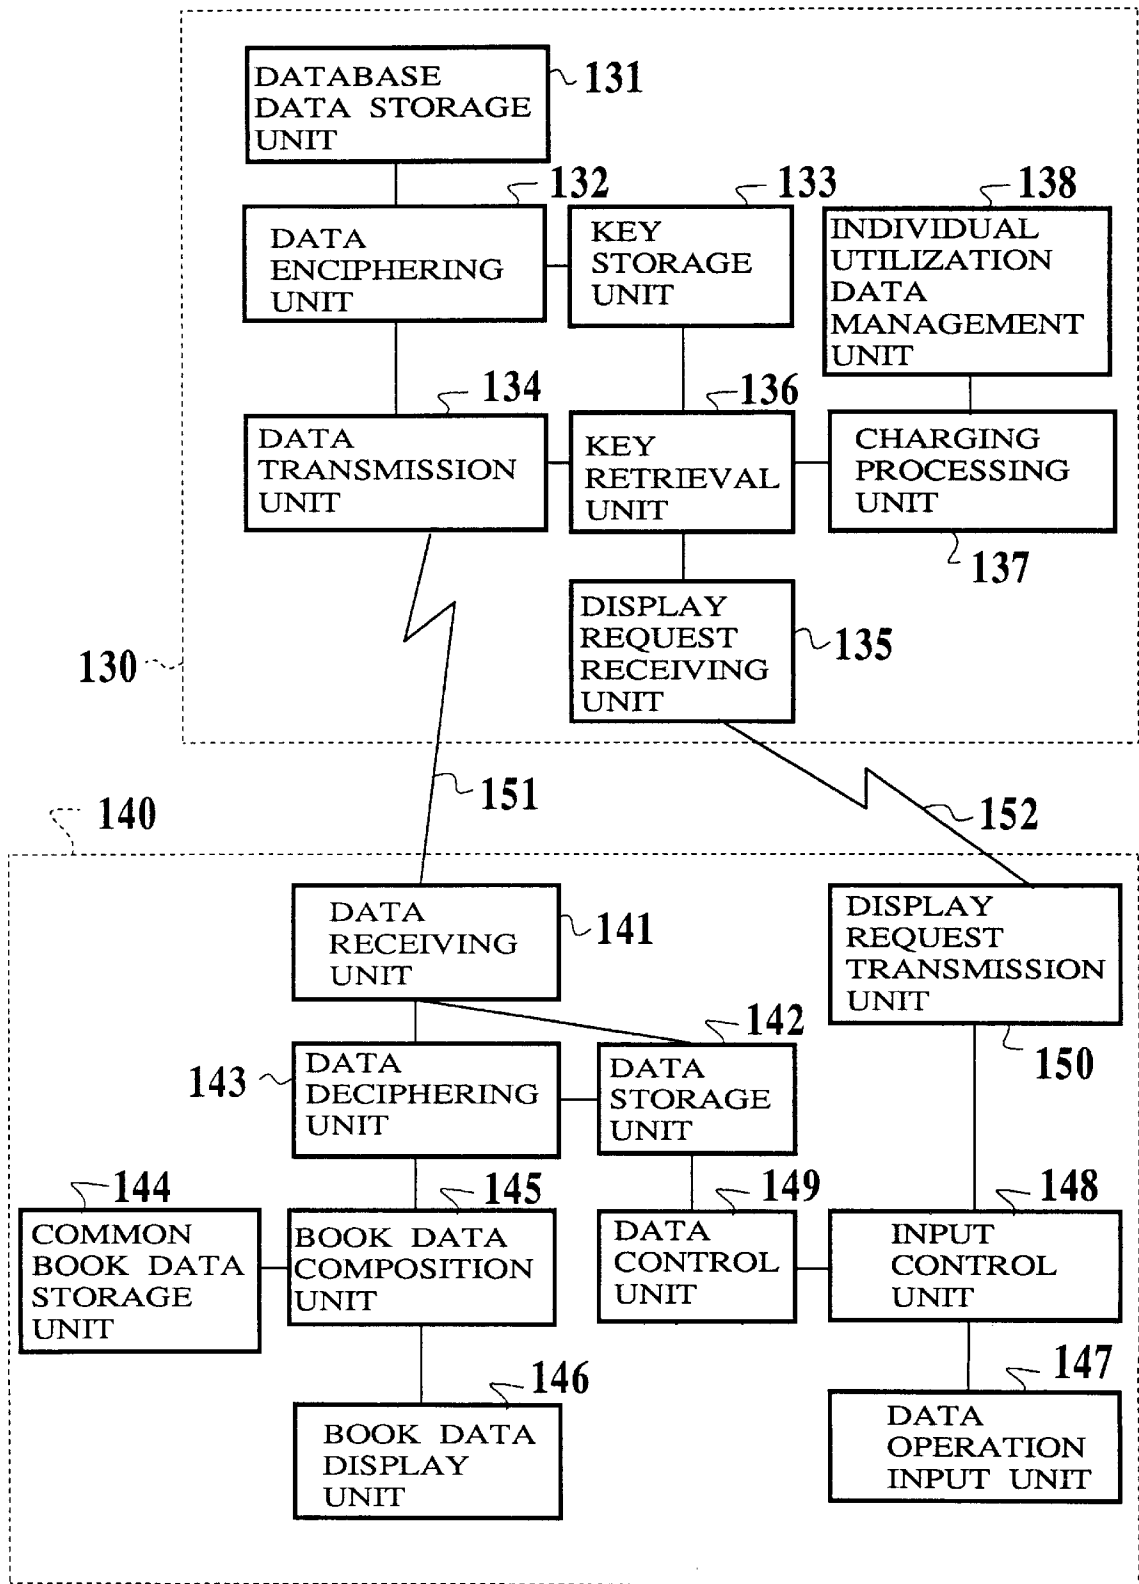 DATABASE
DATA STORAGE
UNIT
131
132
DATA
ENCIPHERING
UNIT
133
KEY
STORAGE
UNIT
138
INDIVIDUAL
UTILIZATION
DATA
MANAGEMENT
UNIT
134
DATA
TRANSMISSION
UNIT
136
KEY
RETRIEVAL
UNIT
CHARGING
PROCESSING
UNIT
137
DISPLAY
REQUEST
RECEIVING
UNIT
135
130
151
152
140
DATA
RECEIVING
UNIT
141
DISPLAY
REQUEST
TRANSMISSION
UNIT
150
143
DATA
DECIPHERING
UNIT
142
DATA
STORAGE
UNIT
144
COMMON
BOOK DATA
STORAGE
UNIT
145
BOOK DATA
COMPOSITION
UNIT
149
DATA
CONTROL
UNIT
148
INPUT
CONTROL
UNIT
146
BOOK DATA
DISPLAY
UNIT
147
DATA
OPERATION
INPUT UNIT